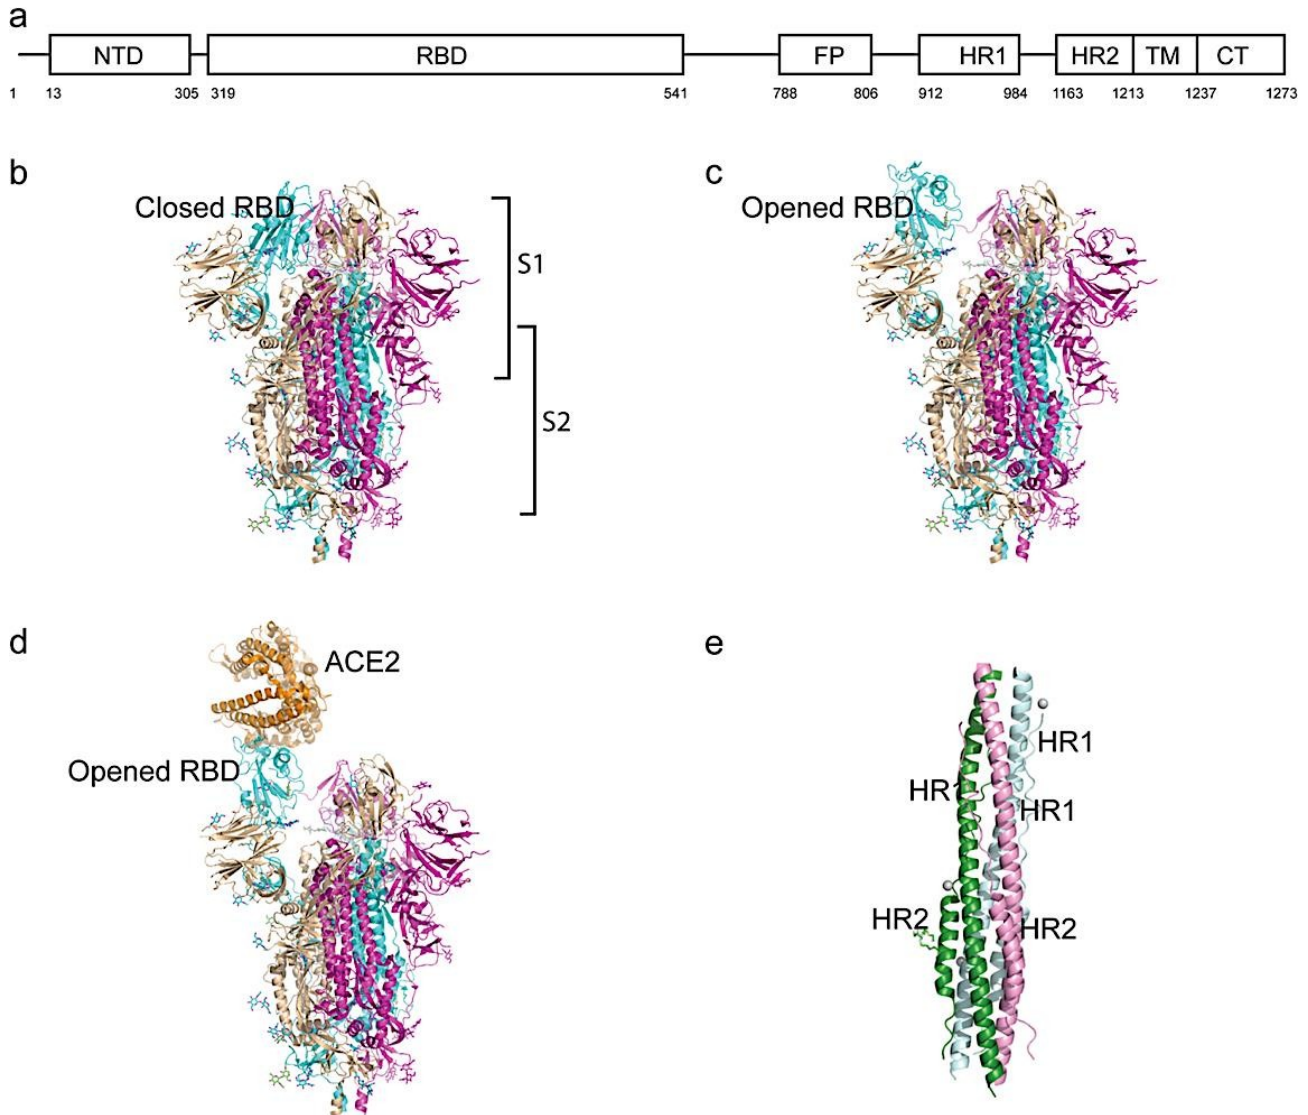 a
NTD RBD FP HR1 HR2 TM CT
1 13 305 319 541 788 806 912 984 1163 1213 1237 1273
b
Closed RBD
S1
S2
c
Opened RBD
d
ACE2
Opened RBD
e
HR1
HR1
HR1
HR2
HR2